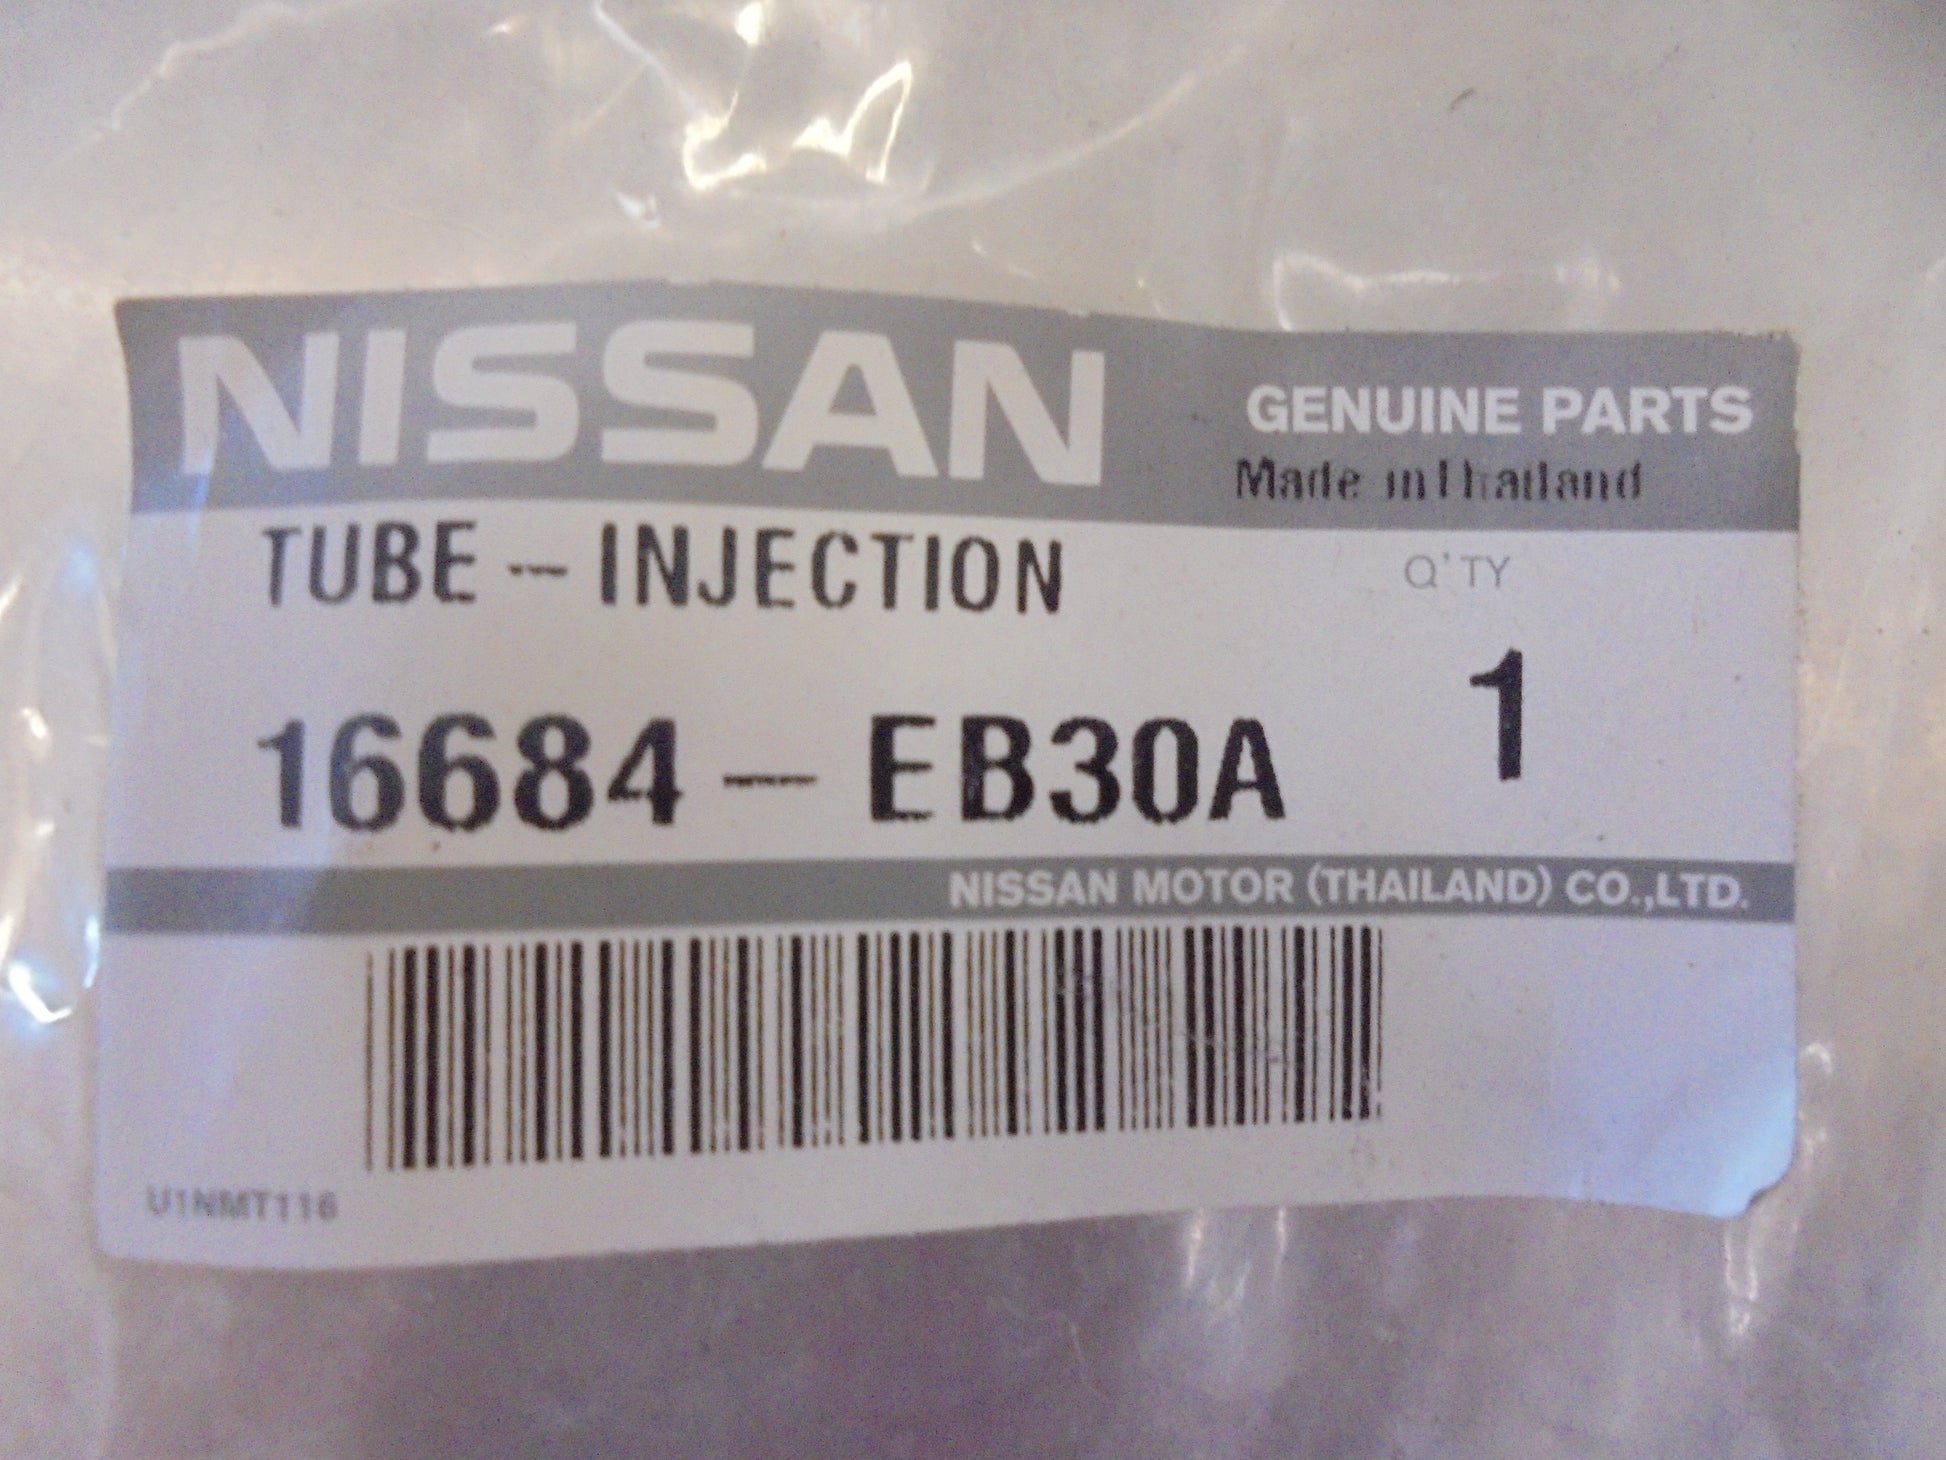 NISSAN
GENUINE PARTS
Made in Thailand
TUBE - INJECTION
Q'TY
16684 - EB30A
1
NISSAN MOTOR (THAILAND) CO.,LTD.
U1NMT116